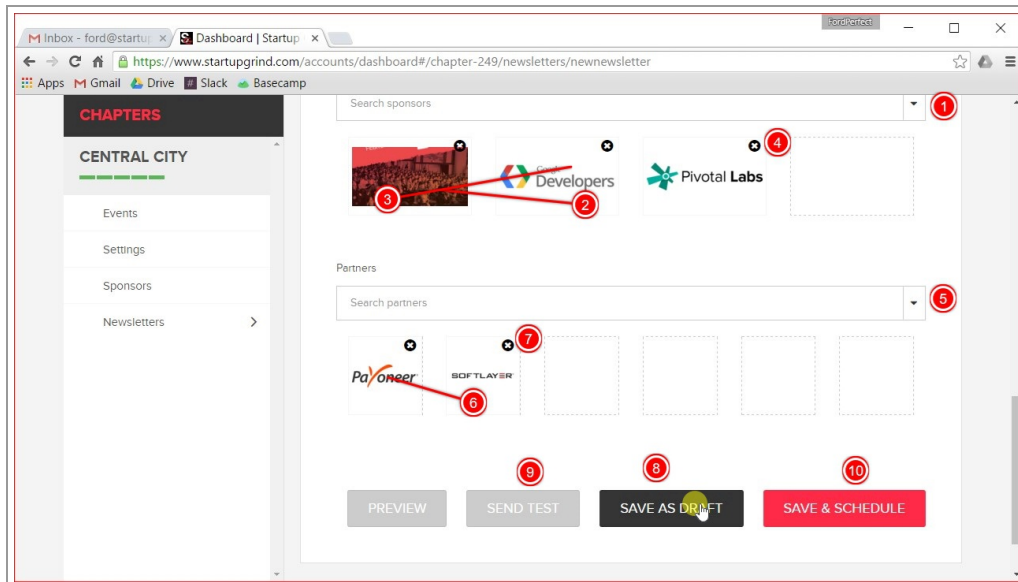 FordPerfect
Inbox - ford@startup
Dashboard | Startup
https://www.startupgrind.com/accounts/dashboard#/chapter-249/newsletters/newnewsletter
Apps Gmail Drive Slack Basecamp
CHAPTERS
Search sponsors
1
CENTRAL CITY
4
Developers
Pivotal Labs
3
2
Events
Settings
Partners
Sponsors
Search partners
5
Newsletters
7
Payoneer
SOFTLAYER
6
9
8
10
PREVIEW
SEND TEST
SAVE AS DRAFT
SAVE & SCHEDULE